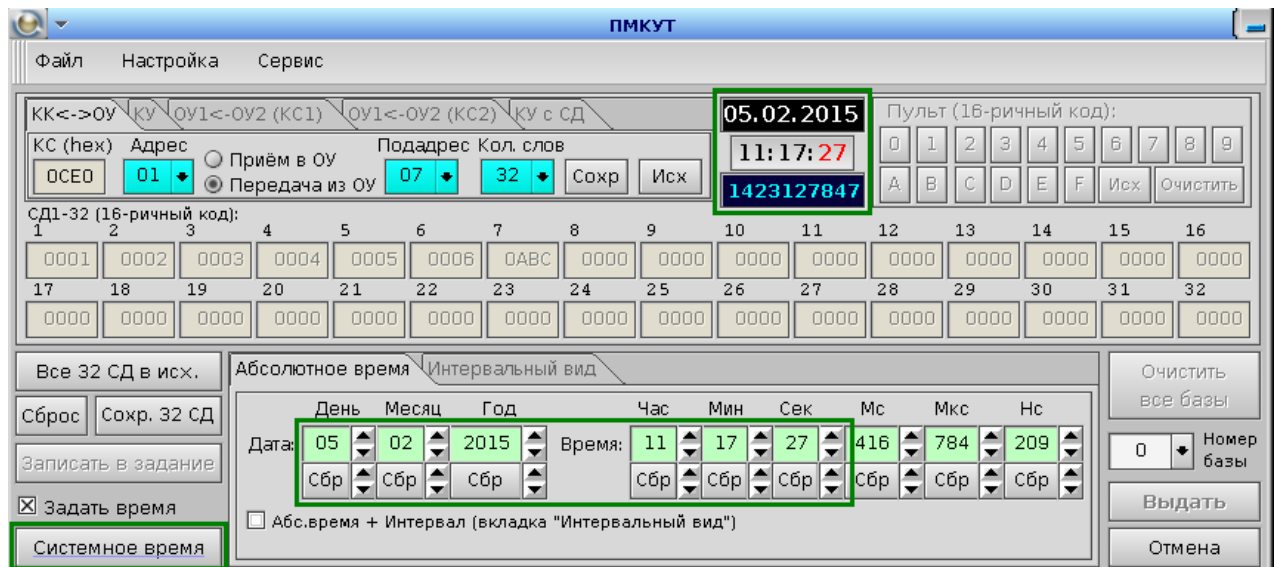 ПМКУТ
Файл Настройка Сервис
КК<->ОУ КУ ОУ1<-ОУ2 (КС1) ОУ1<-ОУ2 (КС2) КУ с СД
КС (hex) Адрес Приём в ОУ Подадрес Кол. слов
0CE0 01 Передача из ОУ 07 32 Сохр Исх
05.02.2015
11:17:27
1423127847
Пульт (16-ричный код):
0 1 2 3 4 5 6 7 8 9
A B C D E F Исх Очистить
СД1-32 (16-ричный код):
1 2 3 4 5 6 7 8 9 10 11 12 13 14 15 16
0001 0002 0003 0004 0005 0006 0ABC 0000 0000 0000 0000 0000 0000 0000 0000 0000
17 18 19 20 21 22 23 24 25 26 27 28 29 30 31 32
0000 0000 0000 0000 0000 0000 0000 0000 0000 0000 0000 0000 0000 0000 0000 0000
Все 32 СД в исх.
Сброс Сохр. 32 СД
Записать в задание
Задать время
Системное время
Абсолютное время Интервальный вид
День Месяц Год Час Мин Сек Мс Мкс Нс
Дата: 05 02 2015 Время: 11 17 27 416 784 209
Сбр Сбр Сбр Сбр Сбр Сбр Сбр Сбр Сбр
Абс.время + Интервал (вкладка "Интервальный вид")
Очистить
все базы
0 Номер
базы
Выдать
Отмена